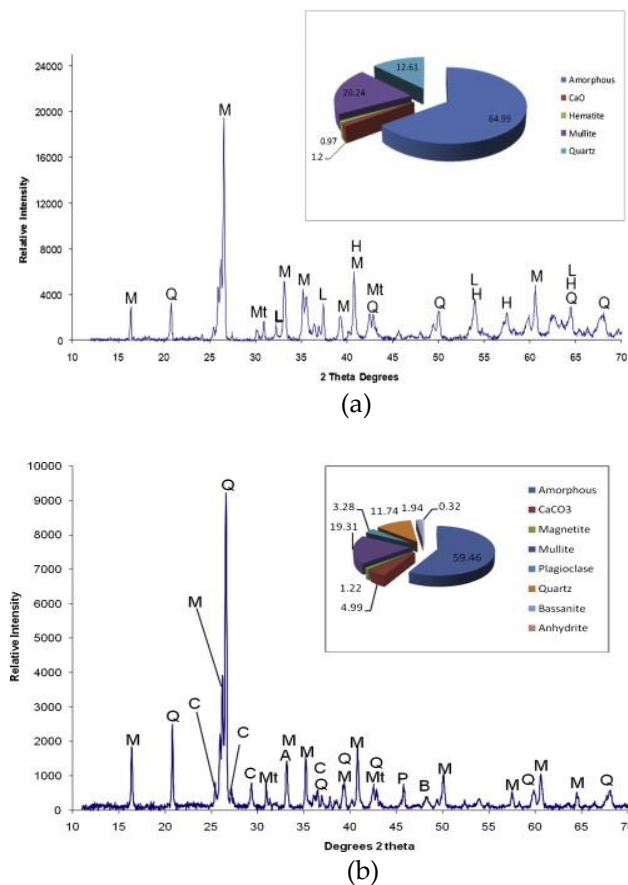 24000
20000
16000
12000
8000
4000
0
Relative Intensity
M
M
Q
Mt
L
M
M
L
M
H
M
Mt
Q
Q
L
H
H
M
L
H
Q
Q
12.61
20.24
0.97
1.2
64.99
Amorphous
CaO
Hematite
Mullite
Quartz
10 15 20 25 30 35 40 45 50 55 60 65 70
2 Theta Degrees
(a)
10000
9000
8000
7000
6000
5000
4000
3000
2000
1000
0
Relative Intensity
Q
M
C
M
Q
C
C
Mt
M
A
M
C
Q
Q
M
M
Q
Mt
P
B
M
M
Q
M
M
Q
3.28
11.74
1.94
0.32
19.31
59.46
1.22
4.99
Amorphous
CaCO3
Magnetite
Mullite
Plagioclase
Quartz
Bassanite
Anhydrite
10 15 20 25 30 35 40 45 50 55 60 65 70
Degrees 2 theta
(b)